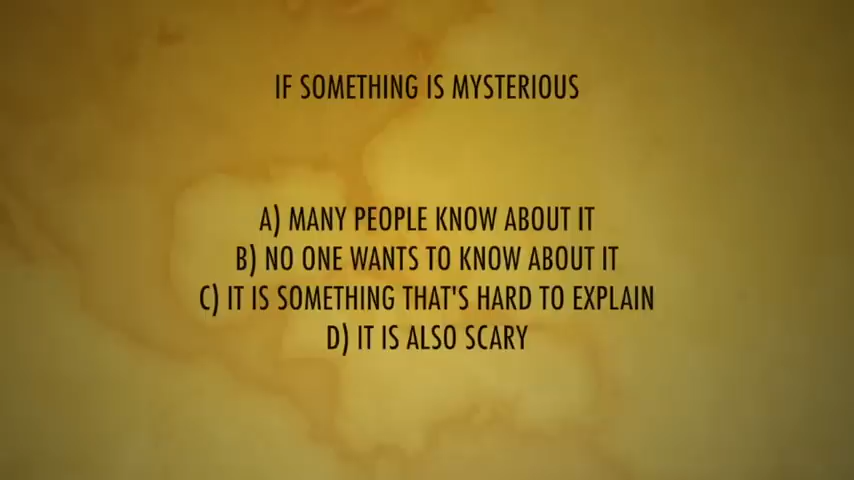 IF SOMETHING IS MYSTERIOUS
A) MANY PEOPLE KNOW ABOUT IT
B) NO ONE WANTS TO KNOW ABOUT IT
C) IT IS SOMETHING THAT'S HARD TO EXPLAIN
D) IT IS ALSO SCARY